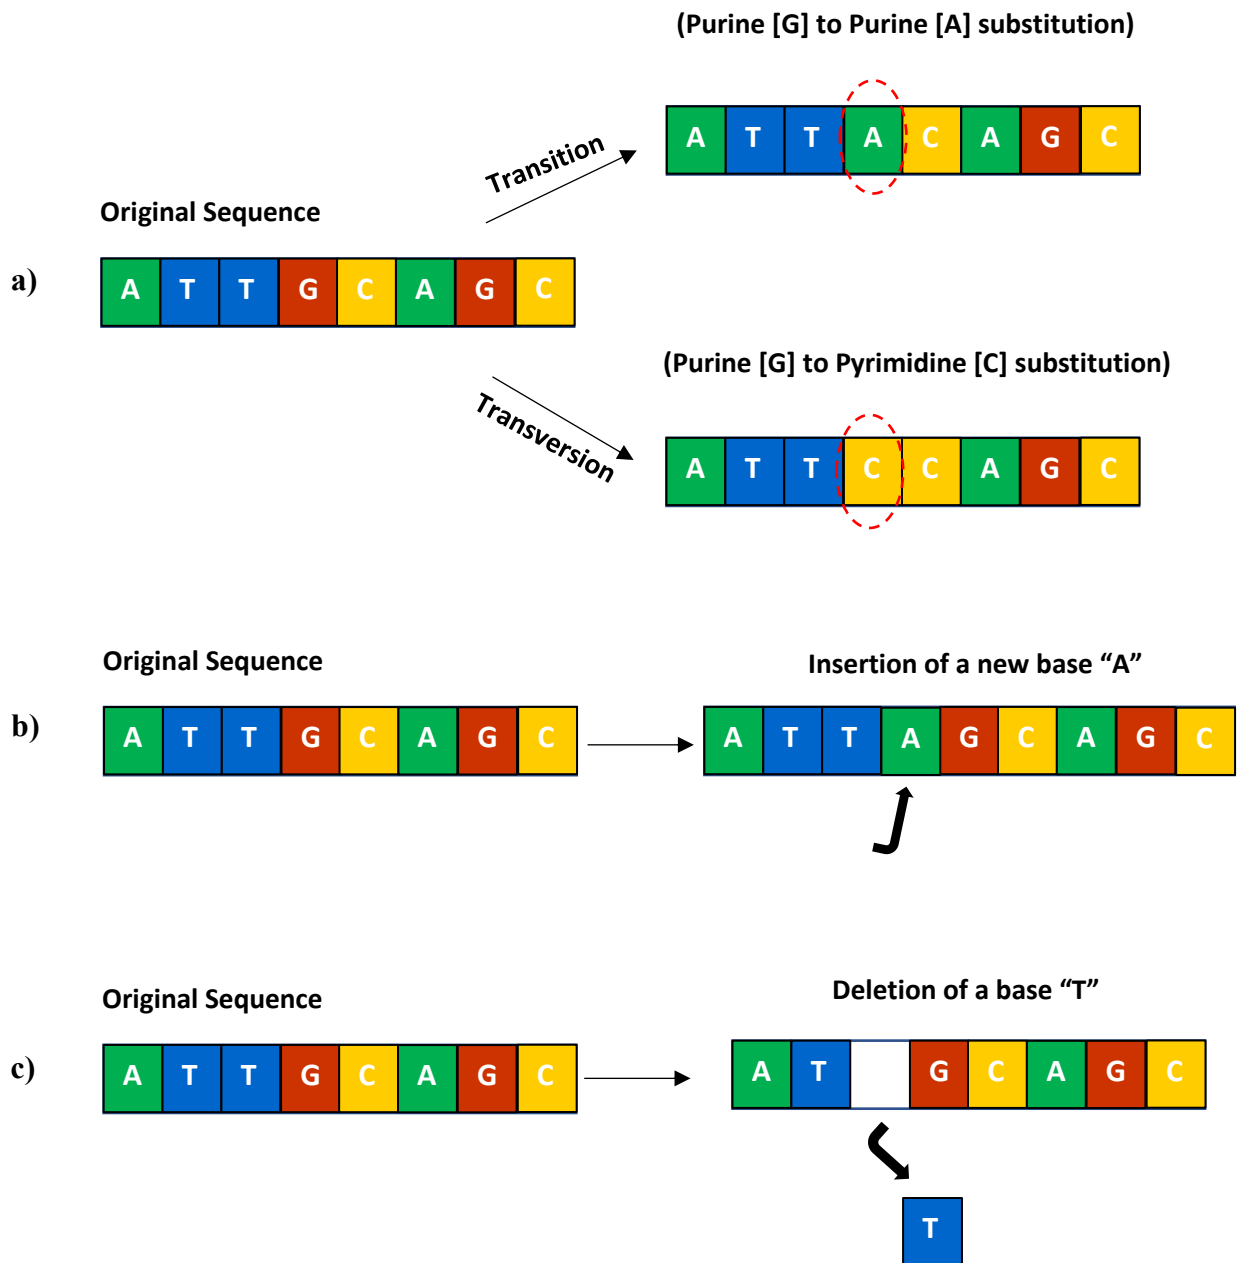 (Purine [G] to Purine [A] substitution)
A T T A C A G C
Transition
Original Sequence
a)
A T T G C A G C
(Purine [G] to Pyrimidine [C] substitution)
Transversion
A T T C C A G C
Original Sequence
Insertion of a new base “A”
b)
A T T G C A G C
A T T A G C A G C
Original Sequence
Deletion of a base “T”
c)
A T T G C A G C
A T G C A G C
T